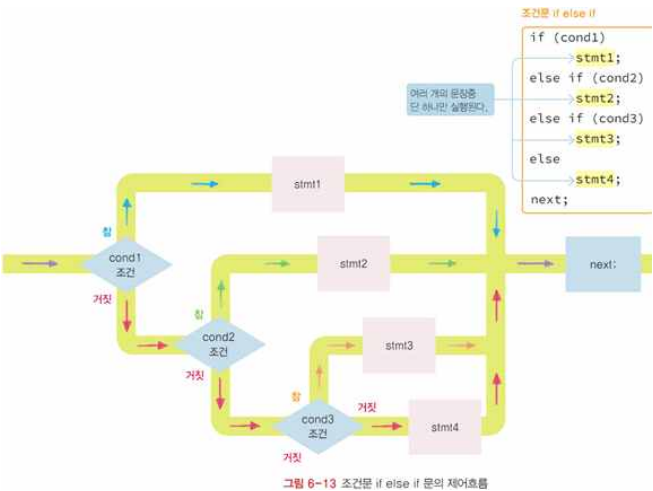 조건문 if else if
if (cond1)
stmt1;
else if (cond2)
stmt2;
else if (cond3)
stmt3;
else
stmt4;
next;
여러 개의 문장중
단 하나만 실행된다.
stmt1
참
cond1
조건
거짓
stmt2
next:
참
cond2
조건
거짓
stmt3
참
cond3
조건
거짓
거짓
stmt4
그림 6-13 조건문 if else if 문의 제어흐름